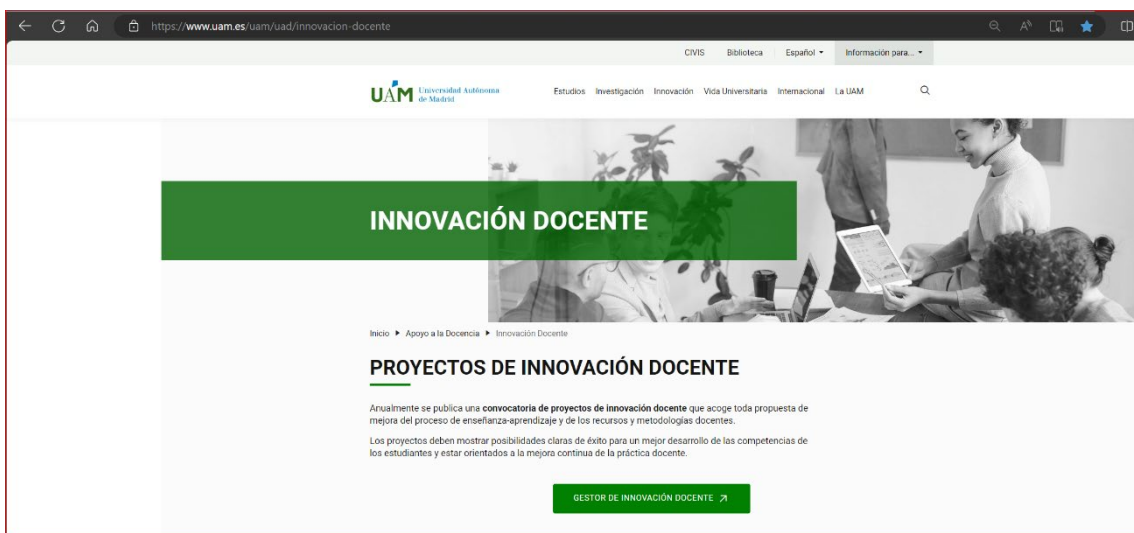 https://www.uam.es/uam/uad/innovacion-docente
CIVIS Biblioteca Español Información para...
UAM Universidad Autónoma
de Madrid
Estudios Investigación Innovación Vida Universitaria Internacional La UAM
INNOVACIÓN DOCENTE
Inicio Apoyo a la Docencia Innovación Docente
PROYECTOS DE INNOVACIÓN DOCENTE
Anualmente se publica una convocatoria de proyectos de innovación docente que acoge toda propuesta de
mejora del proceso de enseñanza-aprendizaje y de los recursos y metodologías docentes.
Los proyectos deben mostrar posibilidades claras de éxito para un mejor desarrollo de las competencias de
los estudiantes y estar orientados a la mejora continua de la práctica docente.
GESTOR DE INNOVACIÓN DOCENTE